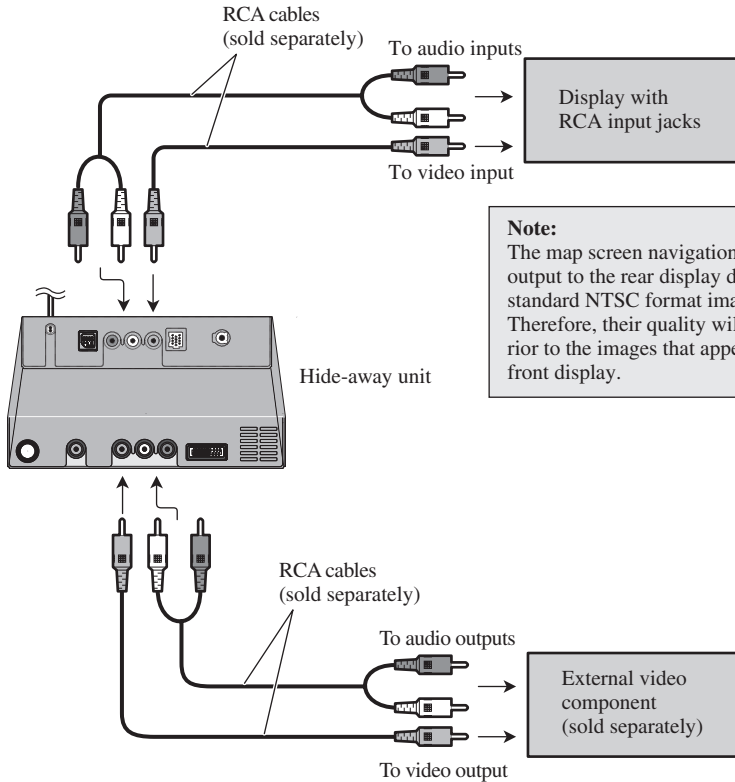 RCA cables
(sold separately)
To audio inputs
Display with
RCA input jacks
To video input
Note:
The map screen navigation
output to the rear display d
standard NTSC format ima
Therefore, their quality wil
rior to the images that appe
front display.
Hide-away unit
RCA cables
(sold separately)
To audio outputs
External video
component
(sold separately)
To video output